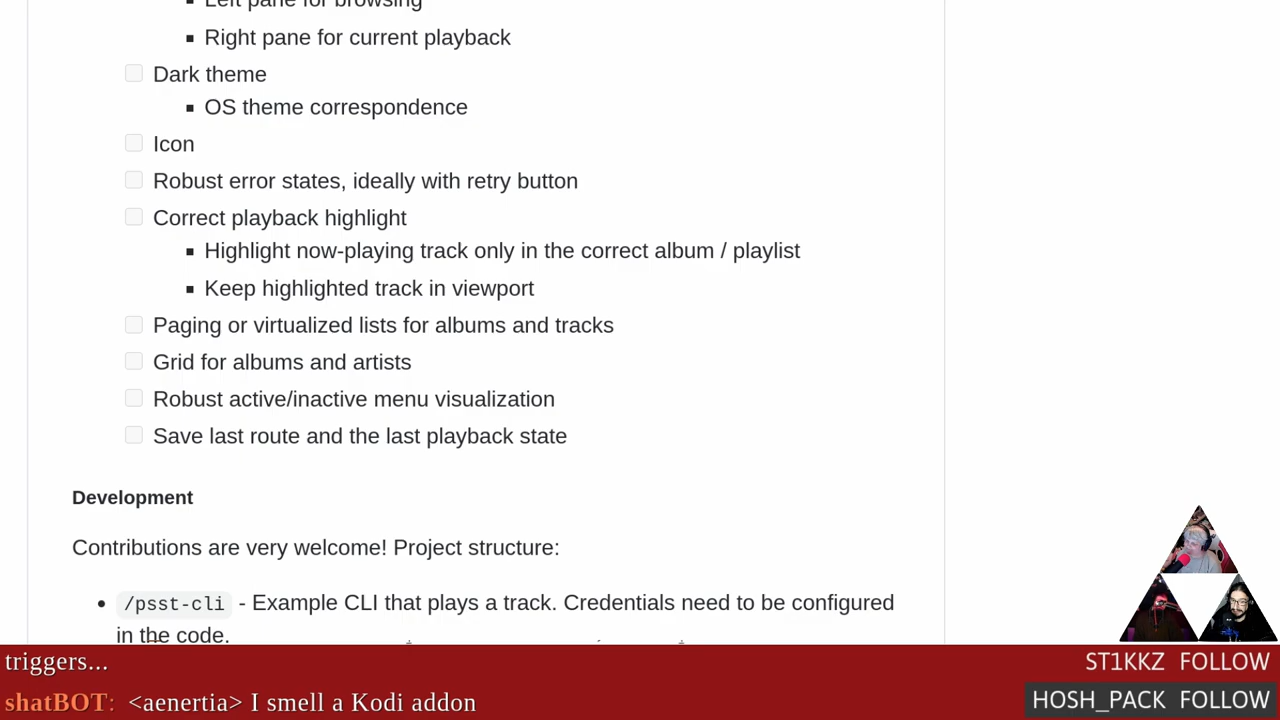 Left pane for browsing
Right pane for current playback
Dark theme
OS theme correspondence
Icon
Robust error states, ideally with retry button
Correct playback highlight
Highlight now-playing track only in the correct album / playlist
Keep highlighted track in viewport
Paging or virtualized lists for albums and tracks
Grid for albums and artists
Robust active/inactive menu visualization
Save last route and the last playback state
Development
Contributions are very welcome! Project structure:
/psst-cli - Example CLI that plays a track. Credentials need to be configured
in the code.
triggers...
ST1KKZ FOLLOW
shatBOT: <aenertia> I smell a Kodi addon
HOSH_PACK FOLLOW